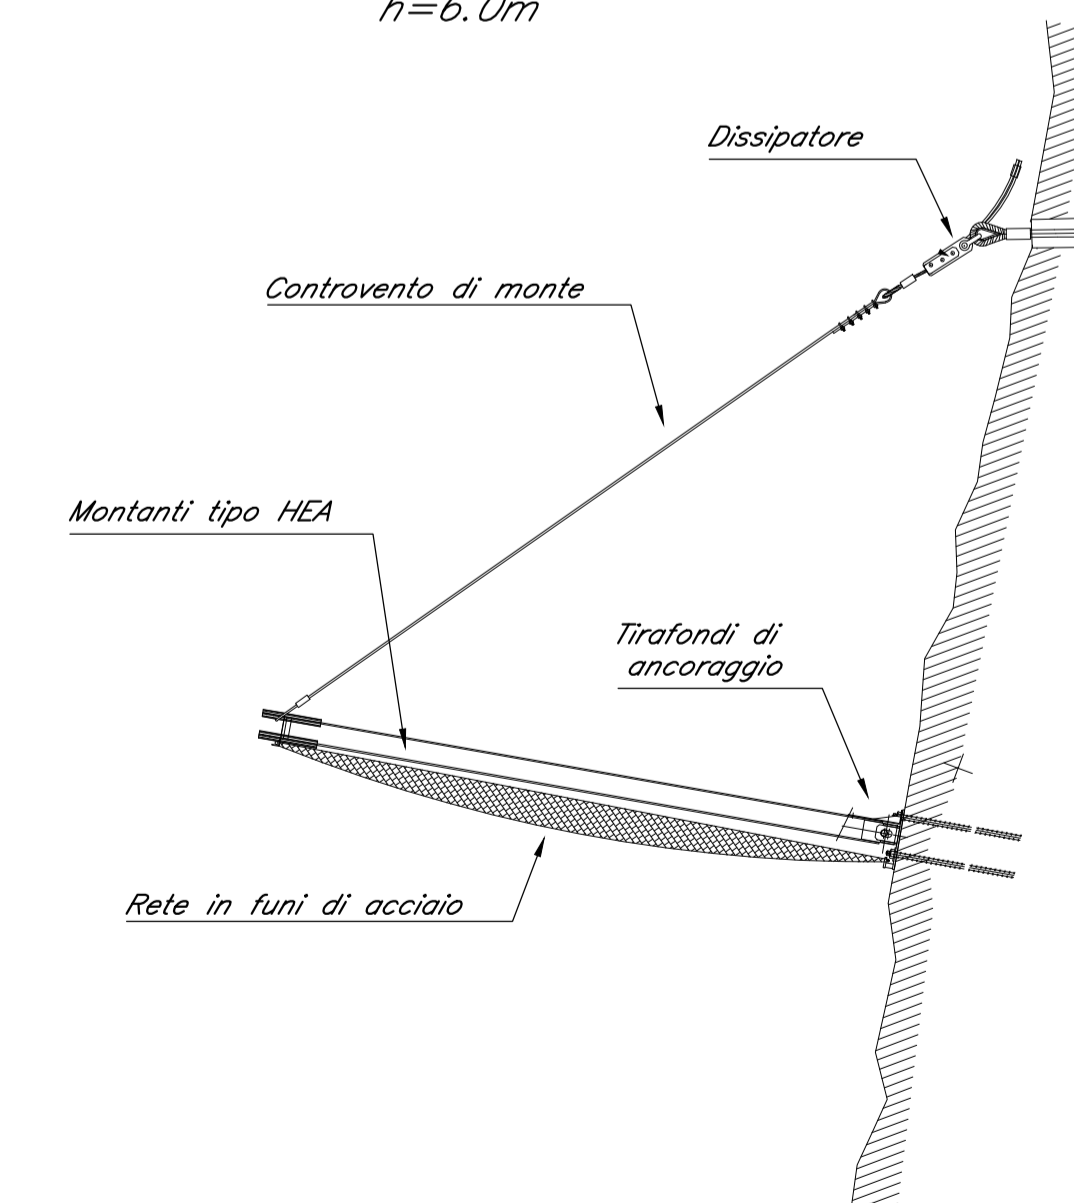 h=6.0m
Dissipatore
Controvento di monte
Montanti tipo HEA
Tirafondi di
ancoraggio
Rete in funi di acciaio